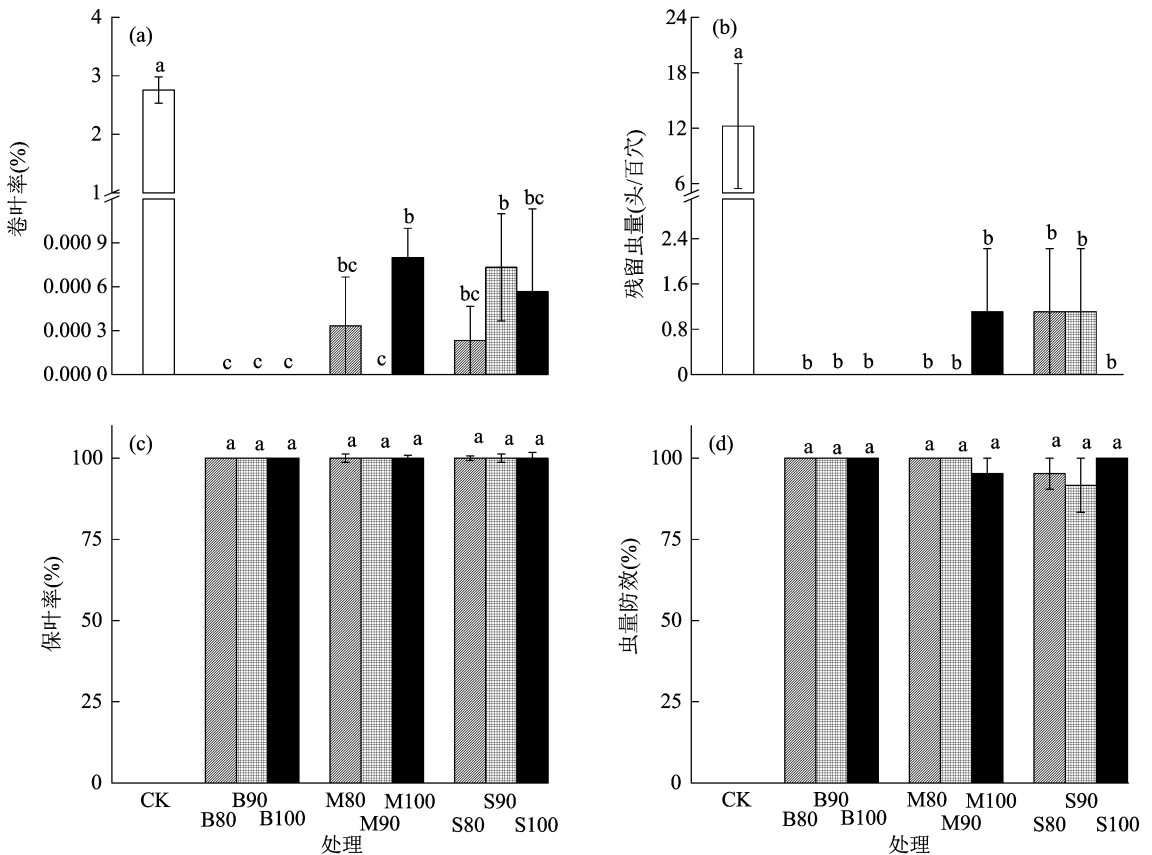 (a)
4
3
2
1
0.000 9
0.000 6
0.000 3
0.000 0
卷叶率(%)
a
c c c
bc c b
bc b bc
(b)
24
18
12
6
2.4
1.6
0.8
0
残留虫量(头/百穴)
a
b b b
b b b
b b b
(c)
100
75
50
25
0
保叶率(%)
a a a
a a a
a a a
CK B90 M80 M100 S90
B80 B100 M90 S80 S100
处理
(d)
100
75
50
25
0
虫量防效(%)
a a a
a a a
a a a
CK B90 M80 M100 S90
B80 B100 M90 S80 S100
处理